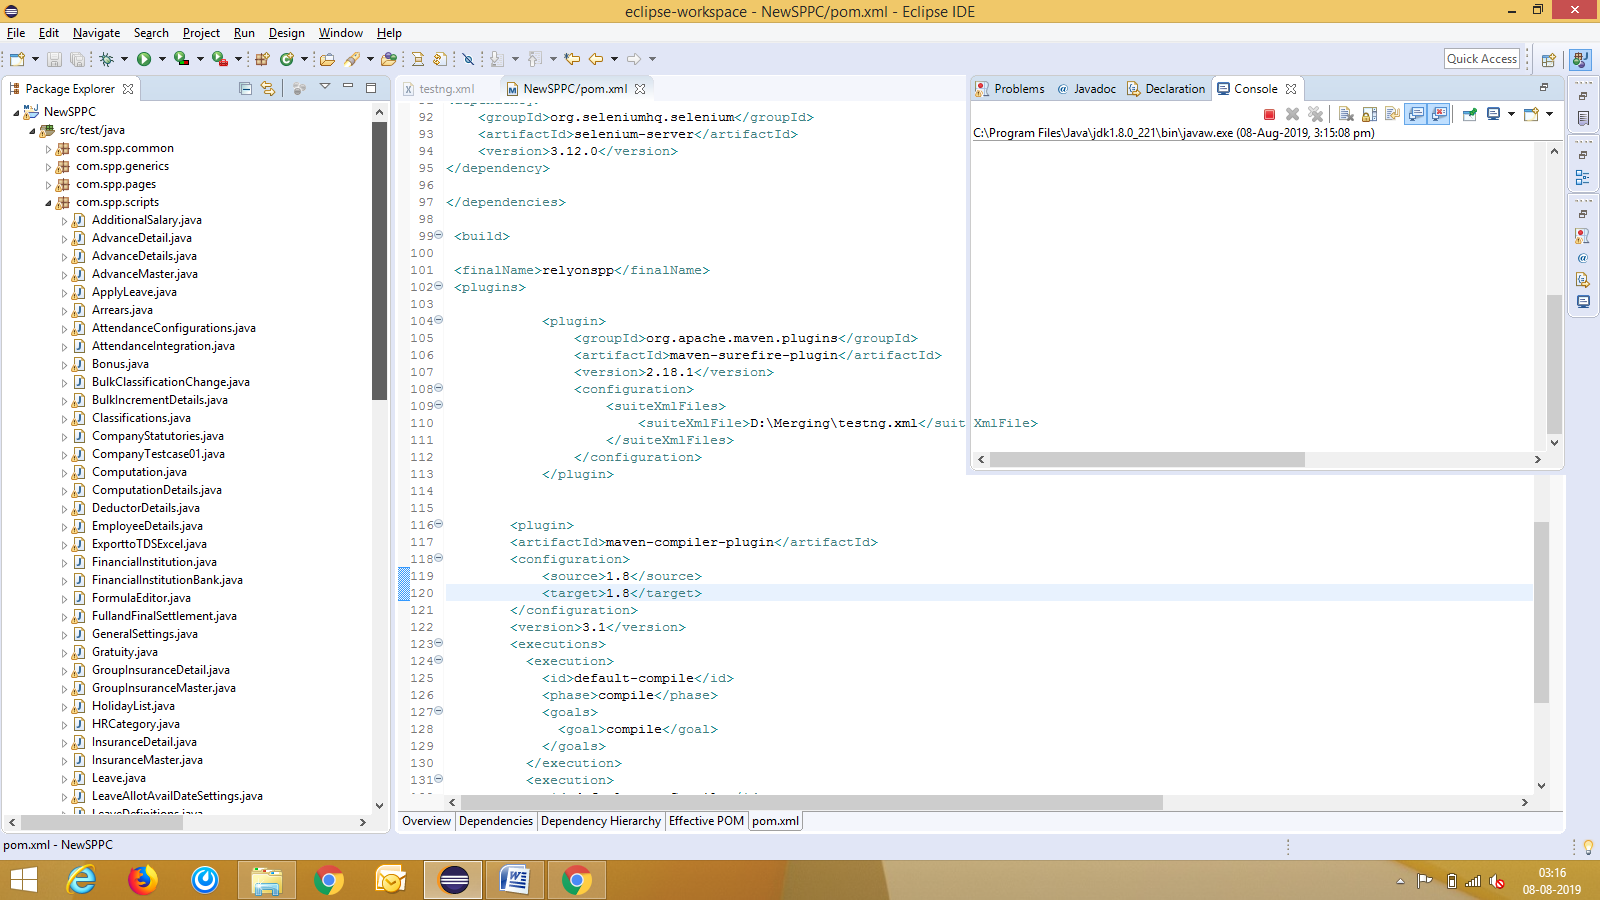 eclipse-workspace - NewSPPC/pom.xml - Eclipse IDE
File Edit Navigate Search Project Run Design Window Help
Quick Access
Package Explorer
NewSPPC
src/test/java
com.spp.common
com.spp.generics
com.spp.pages
com.spp.scripts
AdditionalSalary.java
AdvanceDetail.java
AdvanceDetails.java
AdvanceMaster.java
ApplyLeave.java
Arrears.java
AttendanceConfigurations.java
AttendanceIntegration.java
Bonus.java
BulkClassificationChange.java
BulkIncrementDetails.java
Classifications.java
CompanyStatutories.java
CompanyTestcase01.java
Computation.java
ComputationDetails.java
DeductorDetails.java
EmployeeDetails.java
ExporttoTDSExcel.java
FinancialInstitution.java
FinancialInstitutionBank.java
FormulaEditor.java
FullandFinalSettlement.java
GeneralSettings.java
Gratuity.java
GroupInsuranceDetail.java
GroupInsuranceMaster.java
HolidayList.java
HRCategory.java
InsuranceDetail.java
InsuranceMaster.java
Leave.java
LeaveAllotAvailDateSettings.java
LeaveDefinitions.java
testng.xml NewSPPC/pom.xml
92 <groupId>org.seleniumhq.selenium</groupId>
93 <artifactId>selenium-server</artifactId>
94 <version>3.12.0</version>
95 </dependency>
96
97 </dependencies>
98
99 <build>
100
101 <finalName>relyonspp</finalName>
102 <plugins>
103
104 <plugin>
105 <groupId>org.apache.maven.plugins</groupId>
106 <artifactId>maven-surefire-plugin</artifactId>
107 <version>2.18.1</version>
108 <configuration>
109 <suiteXmlFiles>
110 <suiteXmlFile>D:\Merging\testng.xml</suiteXmlFile>
111 </suiteXmlFiles>
112 </configuration>
113 </plugin>
114
115
116 <plugin>
117 <artifactId>maven-compiler-plugin</artifactId>
118 <configuration>
119 <source>1.8</source>
120 <target>1.8</target>
121 </configuration>
122 <version>3.1</version>
123 <executions>
124 <execution>
125 <id>default-compile</id>
126 <phase>compile</phase>
127 <goals>
128 <goal>compile</goal>
129 </goals>
130 </execution>
131 <execution>
Overview Dependencies Dependency Hierarchy Effective POM pom.xml
Problems Javadoc Declaration Console
C:\Program Files\Java\jdk1.8.0_221\bin\javaw.exe (08-Aug-2019, 3:15:08 pm)
pom.xml - NewSPPC
03:16
08-08-2019